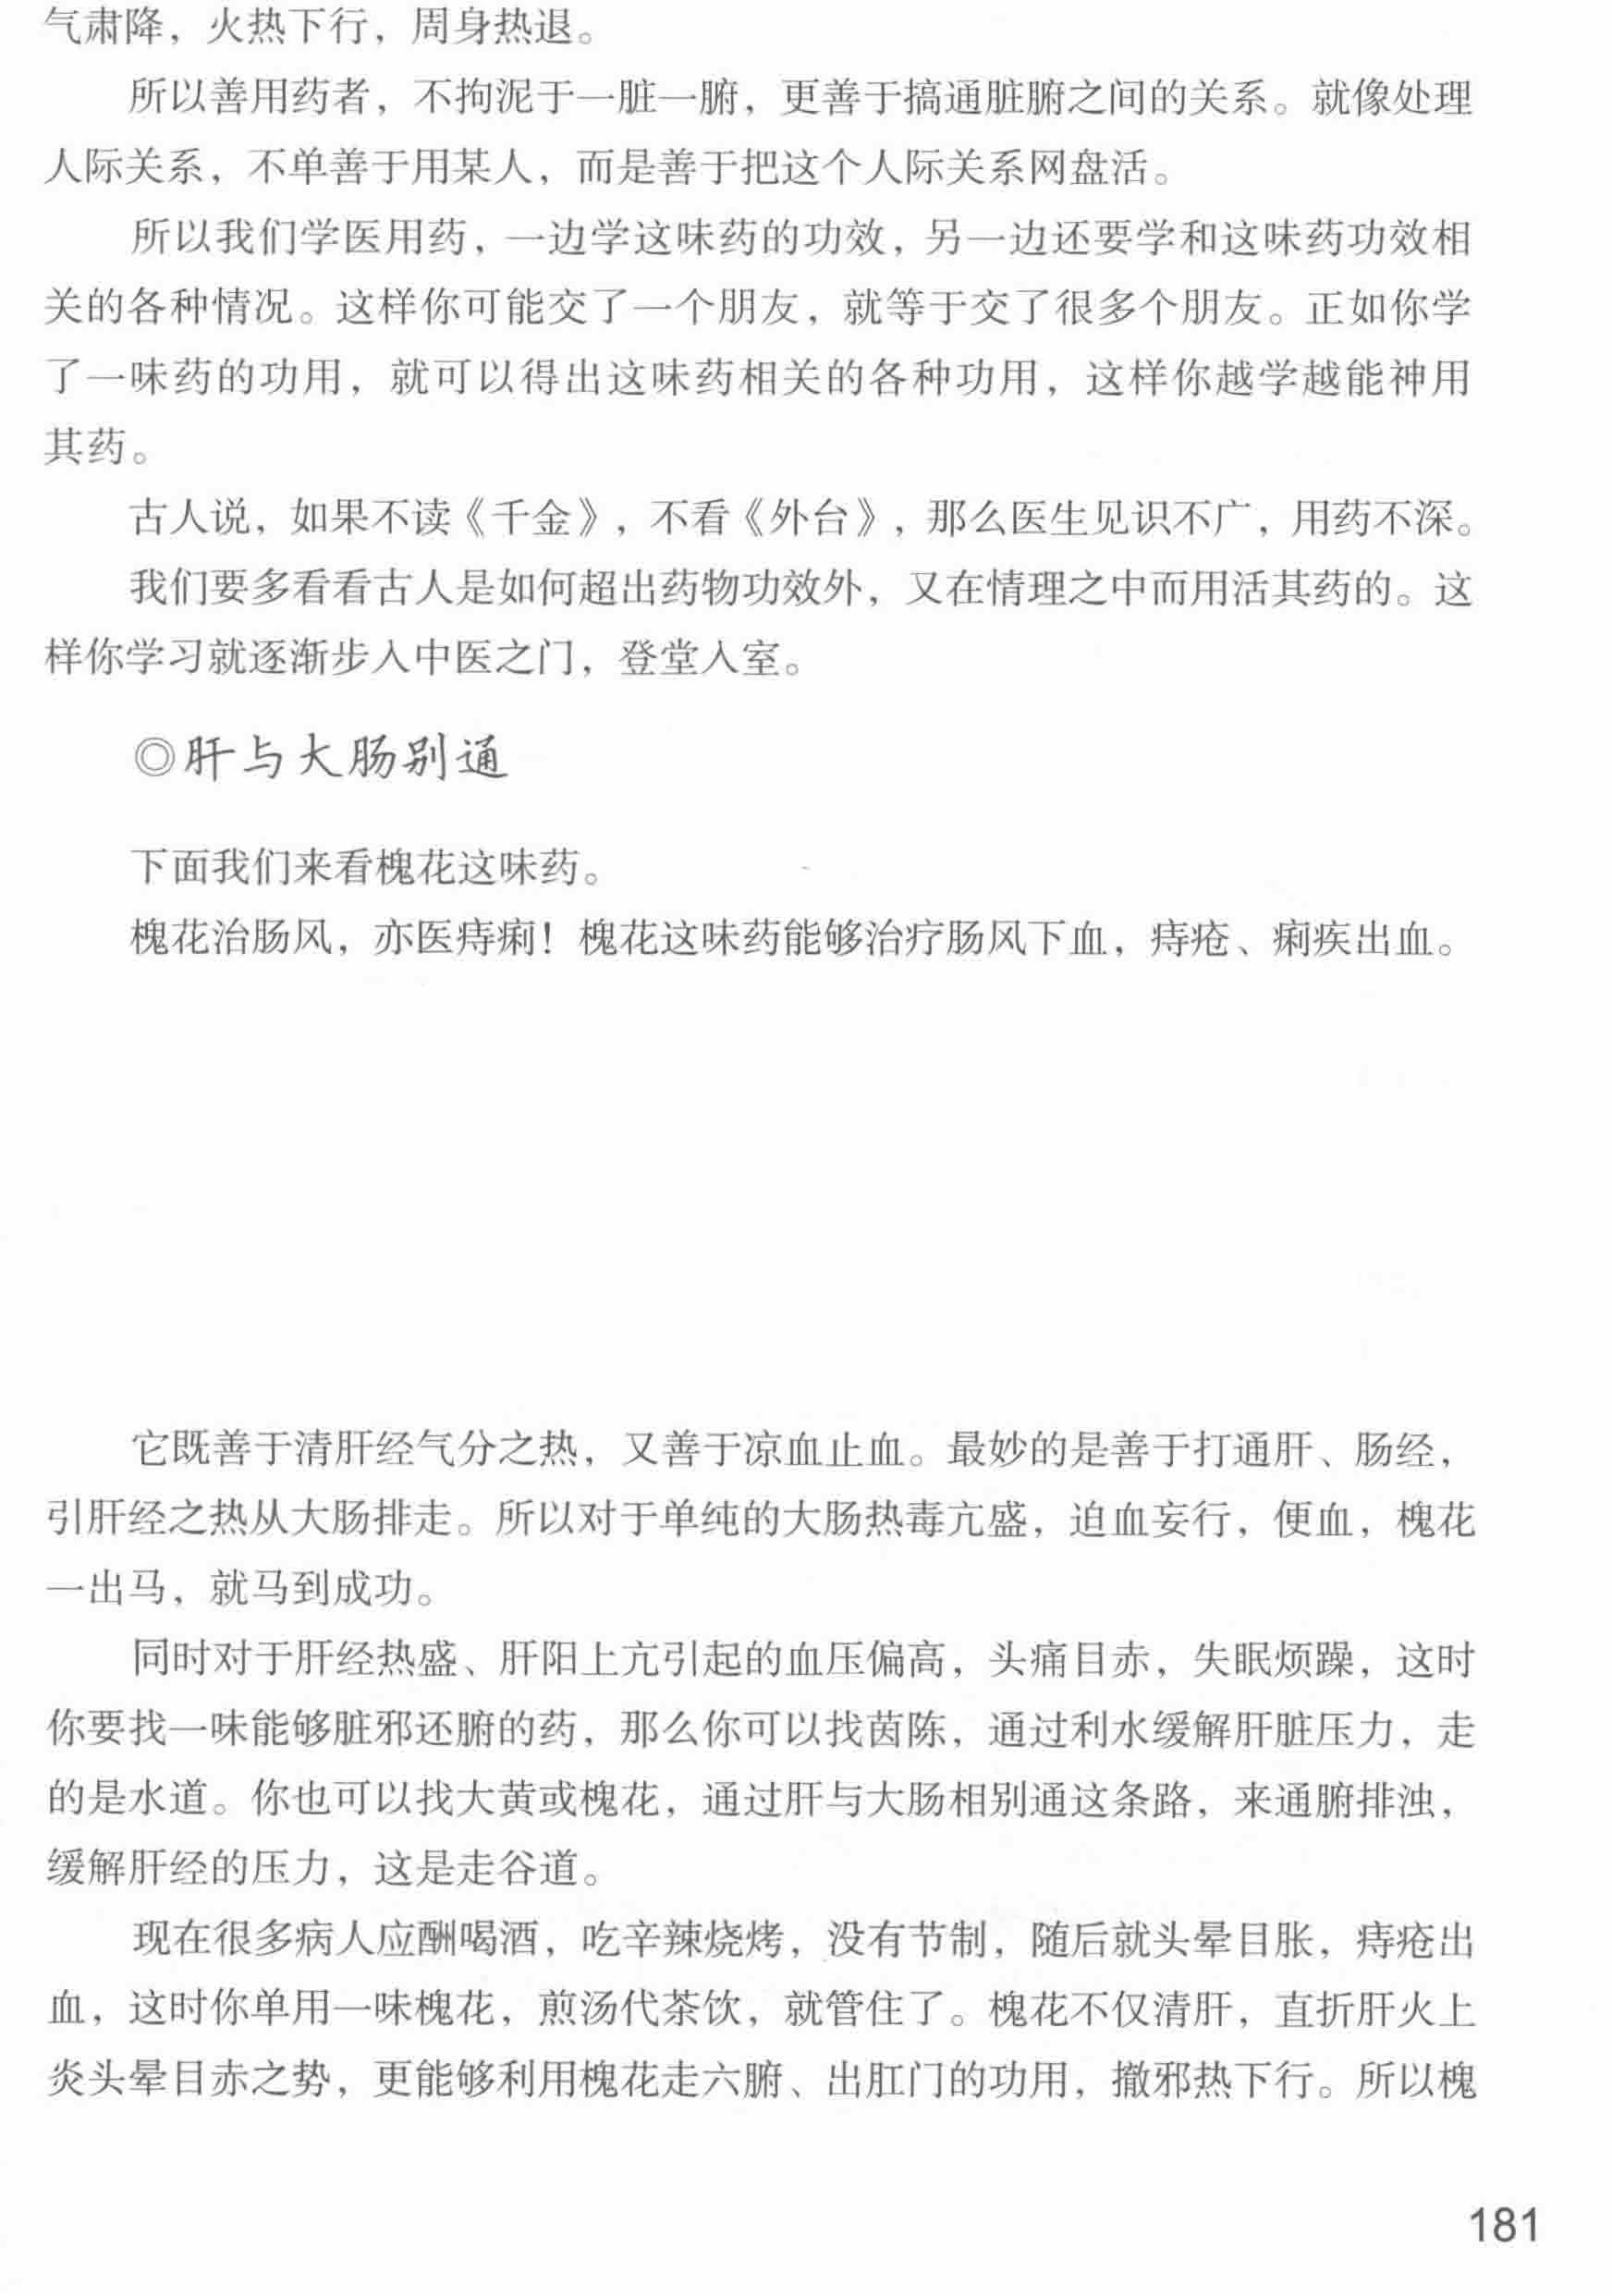 气肃降，火热下行，周身热退。
所以善用药者，不拘泥于一脏一腑，更善于搞通脏腑之间的关系。就像处理
人际关系，不单善于用某人，而是善于把这个人际关系网盘活。
所以我们学医用药，一边学这味药的功效，另一边还要学和这味药功效相
关的各种情况。这样你可能交了一个朋友，就等于交了很多个朋友。正如你学
了一味药的功用，就可以得出这味药相关的各种功用，这样你越学越能神用
其药。
古人说，如果不读《千金》，不看《外台》，那么医生见识不广，用药不深。
我们要多看看古人是如何超出药物功效外，又在情理之中而用活其药的。这
样你学习就逐渐步入中医之门，登堂入室。
◎肝与大肠别通
下面我们来看槐花这味药。
槐花治肠风，亦医痔痢！槐花这味药能够治疗肠风下血，痔疮、痢疾出血。
它既善于清肝经气分之热，又善于凉血止血。最妙的是善于打通肝、肠经，
引肝经之热从大肠排走。所以对于单纯的大肠热毒亢盛，迫血妄行，便血，槐花
一出马，就马到成功。
同时对于肝经热盛、肝阳上亢引起的血压偏高，头痛目赤，失眠烦躁，这时
你要找一味能够脏邪还腑的药，那么你可以找茵陈，通过利水缓解肝脏压力，走
的是水道。你也可以找大黄或槐花，通过肝与大肠相别通这条路，来通腑排浊，
缓解肝经的压力，这是走谷道。
现在很多病人应酬喝酒，吃辛辣烧烤，没有节制，随后就头晕目胀，痔疮出
血，这时你单用一味槐花，煎汤代茶饮，就管住了。槐花不仅清肝，直折肝火上
炎头晕目赤之势，更能够利用槐花走六腑、出肛门的功用，撤邪热下行。所以槐
181